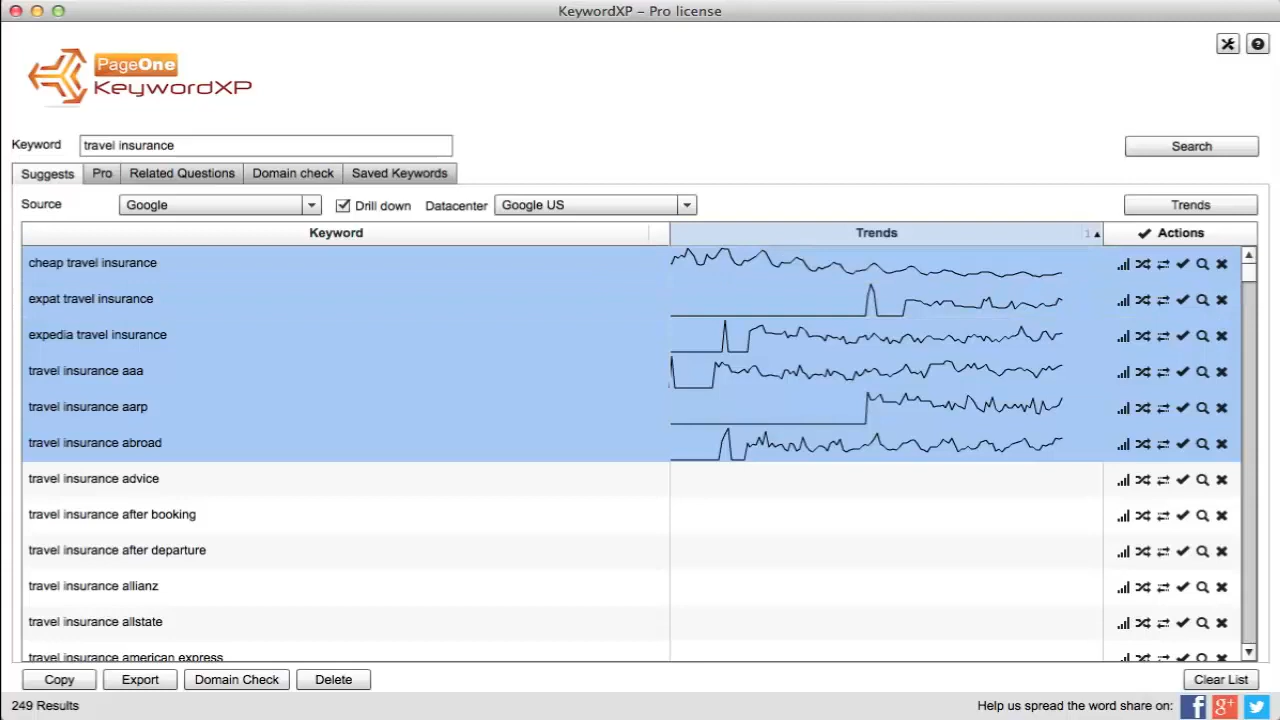 KeywordXP – Pro license
PageOne
KeywordXP
Keyword travel insurance Search
Suggests Pro Related Questions Domain check Saved Keywords
Source Google Drill down Datacenter Google US Trends
Keyword Trends 1 Actions
cheap travel insurance
expat travel insurance
expedia travel insurance
travel insurance aaa
travel insurance aarp
travel insurance abroad
travel insurance advice
travel insurance after booking
travel insurance after departure
travel insurance allianz
travel insurance allstate
travel insurance american express
Copy Export Domain Check Delete Clear List
249 Results Help us spread the word share on: